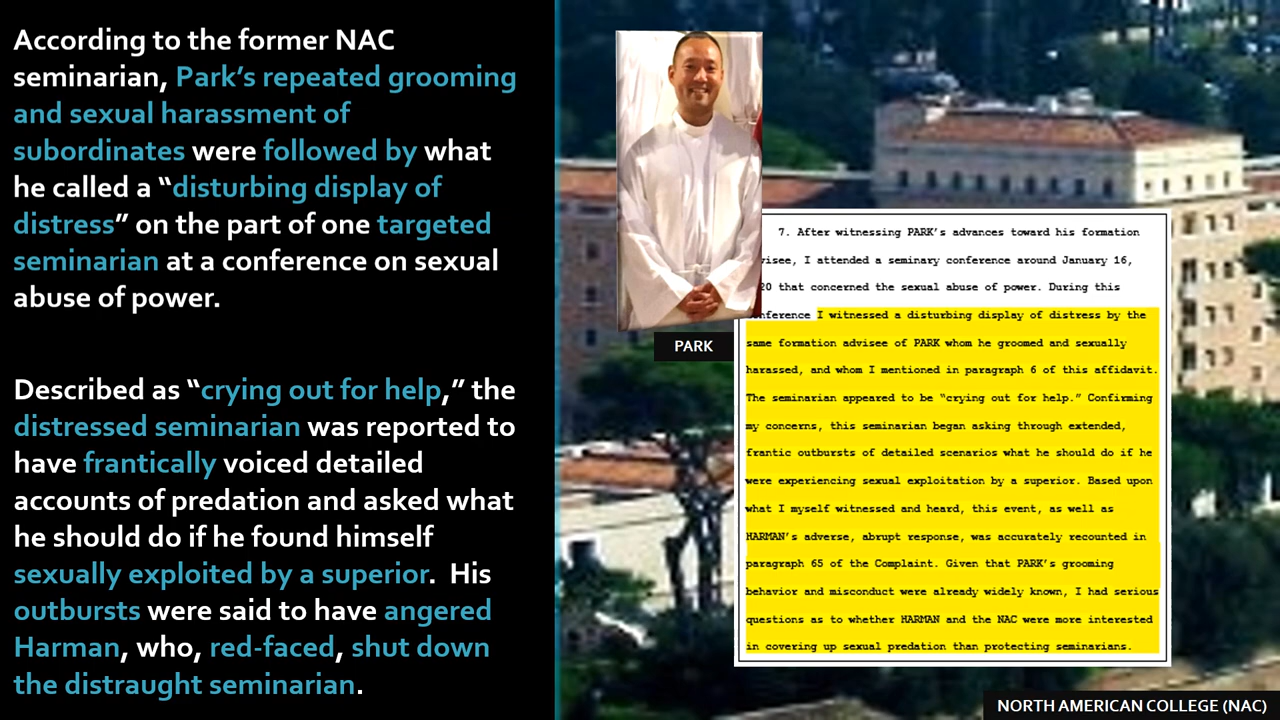 According to the former NAC
seminarian, Park's repeated grooming
and sexual harassment of
subordinates were followed by what
he called a "disturbing display of
distress" on the part of one targeted
seminarian at a conference on sexual
abuse of power.
Described as "crying out for help," the
distressed seminarian was reported to
have frantically voiced detailed
accounts of predation and asked what
he should do if he found himself
sexually exploited by a superior. His
outbursts were said to have angered
Harman, who, red-faced, shut down
the distraught seminarian.
PARK
7. After witnessing PARK's advances toward his formation
visee, I attended a seminary conference around January 16,
20 that concerned the sexual abuse of power. During this
nference I witnessed a disturbing display of distress by the
same formation advisee of PARK whom he groomed and sexually
harassed, and whom I mentioned in paragraph 6 of this affidavit.
The seminarian appeared to be "crying out for help." Confirming
my concerns, this seminarian began asking through extended,
frantic outbursts of detailed scenarios what he should do if he
were experiencing sexual exploitation by a superior. Based upon
what I myself witnessed and heard, this event, as well as
HARMAN's adverse, abrupt response, was accurately recounted in
paragraph 65 of the Complaint. Given that PARK's grooming
behavior and misconduct were already widely known, I had serious
questions as to whether HARMAN and the NAC were more interested
in covering up sexual predation than protecting seminarians.
NORTH AMERICAN COLLEGE (NAC)